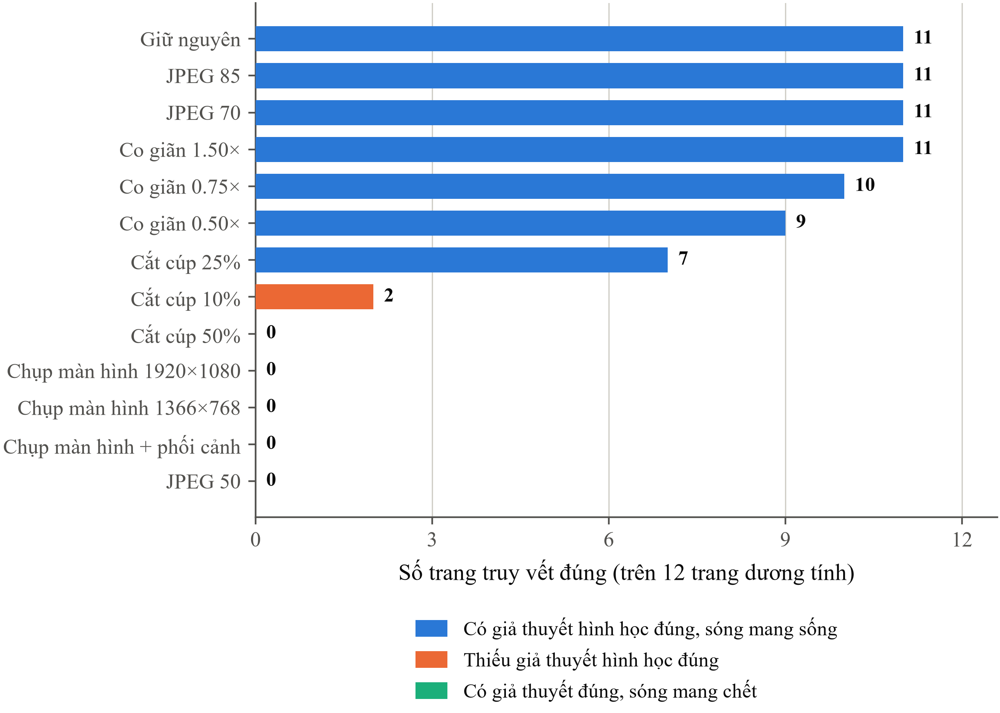 Giữ nguyên 11
JPEG 85 11
JPEG 70 11
Co giãn 1.50× 11
Co giãn 0.75× 10
Co giãn 0.50× 9
Cắt cúp 25% 7
Cắt cúp 10% 2
Cắt cúp 50% 0
Chụp màn hình 1920×1080 0
Chụp màn hình 1366×768 0
Chụp màn hình + phối cảnh 0
JPEG 50 0
0 3 6 9 12
Số trang truy vết đúng (trên 12 trang dương tính)
Có giả thuyết hình học đúng, sóng mang sống
Thiếu giả thuyết hình học đúng
Có giả thuyết đúng, sóng mang chết